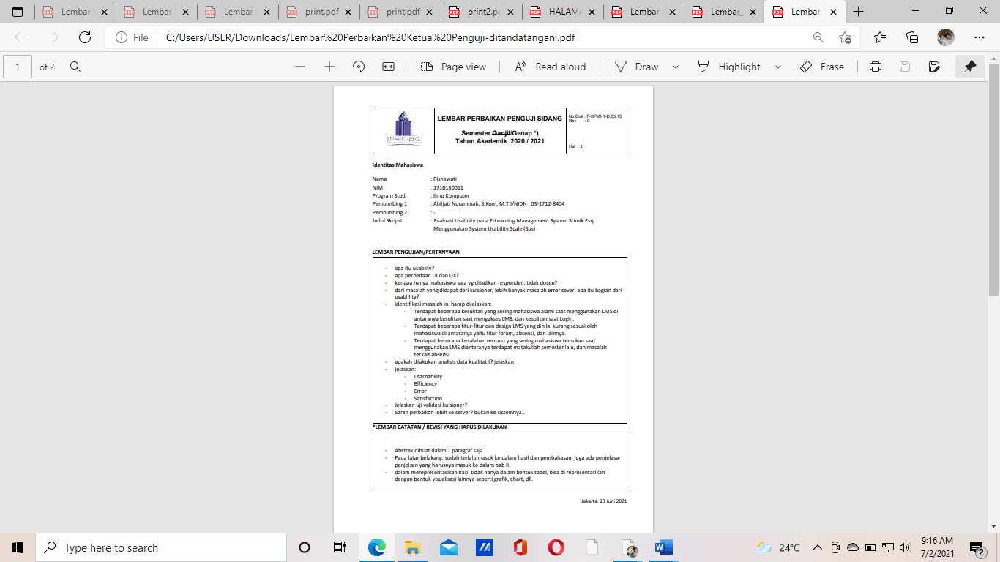 Lembar
Lembar
Lembar
print.pdf
print.pdf
print2.p
HALAMA
Lembar
Lembar_
Lembar
File
C:/Users/USER/Downloads/Lembar%20Perbaikan%20Ketua%20Penguji-ditandatangani.pdf
1 of 2
Page view
Read aloud
Draw
Highlight
Erase
STIMIK-ESQ
LEMBAR PERBAIKAN PENGUJI SIDANG
Semester Ganjil/Genap *)
Tahun Akademik 2020 / 2021
No Dok : F-SPMI-1-D.03.15
Rev : 0
Hal : 1
Identitas Mahasiswa
Nama : Risnawati
NIM : 1710130011
Program Studi : Ilmu Komputer
Pembimbing 1 : Ahlijati Nuraminah, S.Kom, M.T.I/NIDN : 03-1712-8404
Pembimbing 2 : -
Judul Skripsi : Evaluasi Usability pada E-Learning Management System Stimik Esq
Menggunakan System Usability Scale (Sus)
LEMBAR PENGUJIAN/PERTANYAAN
- apa itu usablity?
- apa perbedaan UI dan UX?
- kenapa hanya mahasiswa saja yg dijadikan responden, tidak dosen?
- dari masalah yang didapat dari kuisioner, lebih banyak masalah error sever. apa itu bagian dari
usablility?
- identifikasi masalah ini harap dijelaskan:
- Terdapat beberapa kesulitan yang sering mahasiswa alami saat menggunakan LMS di
antaranya kesulitan saat mengakses LMS, dan kesulitan saat Login.
- Terdapat beberapa fitur-fitur dan design LMS yang dinilai kurang sesuai oleh
mahasiswa di antaranya yaitu fitur forum, absensi, dan lainnya.
- Terdapat beberapa kesalahan (errors) yang sering mahasiswa temukan saat
menggunakan LMS diantaranya terdapat matakuliah semester lalu, dan masalah
terkait absensi.
- apakah dilakukan analisis data kualitatif? jelaskan
- jelaskan:
- Learnability
- Efficiency
- Error
- Satisfaction
- Jelaskan uji validasi kuisioner?
- Saran perbaikan lebih ke server? bukan ke sistemnya..
*LEMBAR CATATAN / REVISI YANG HARUS DILAKUKAN
- Abstrak dibuat dalam 1 paragraf saja
- Pada latar belakang, sudah terlalu masuk ke dalam hasil dan pembahasan. juga ada penjelasa-
penjelsan yang harusnya masuk ke dalam bab II.
- dalam merepresentasikan hasil tidak hanya dalam bentuk tabel, bisa di representasikan
dengan bentuk visualisasi lainnya seperti grafik, chart, dll.
Jakarta, 23 Juni 2021
Type here to search
24°C
9:16 AM
7/2/2021
2